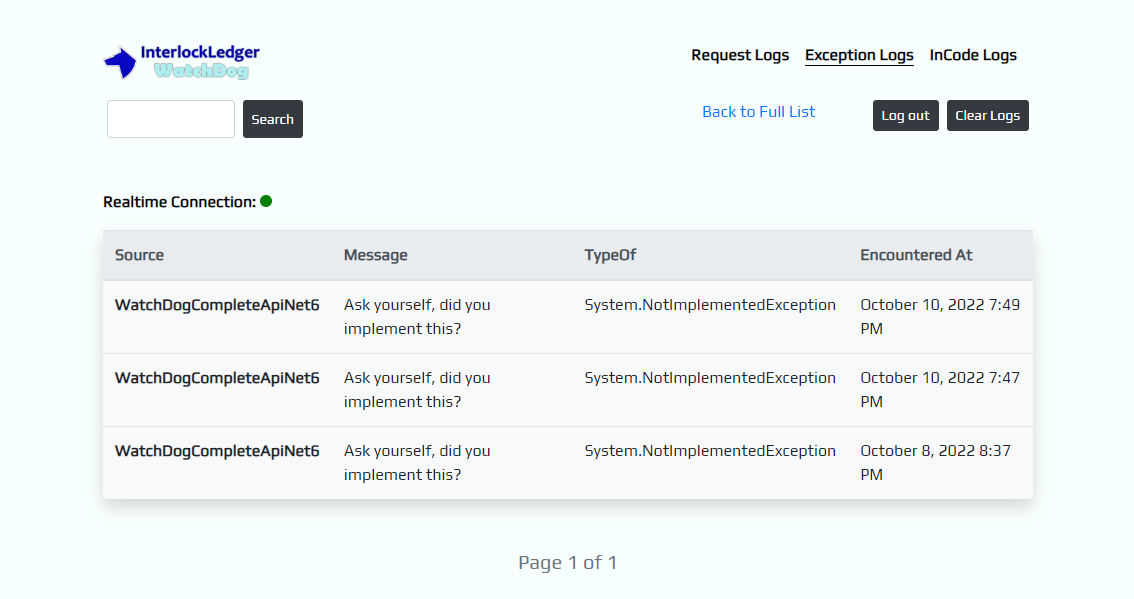 InterlockLedger
WatchDog
Request Logs Exception Logs InCode Logs
Search Back to Full List Log out Clear Logs
Realtime Connection:
Source Message TypeOf Encountered At
WatchDogCompleteApiNet6 Ask yourself, did you System.NotImplementedException October 10, 2022 7:49
implement this? PM
WatchDogCompleteApiNet6 Ask yourself, did you System.NotImplementedException October 10, 2022 7:47
implement this? PM
WatchDogCompleteApiNet6 Ask yourself, did you System.NotImplementedException October 8, 2022 8:37
implement this? PM
Page 1 of 1